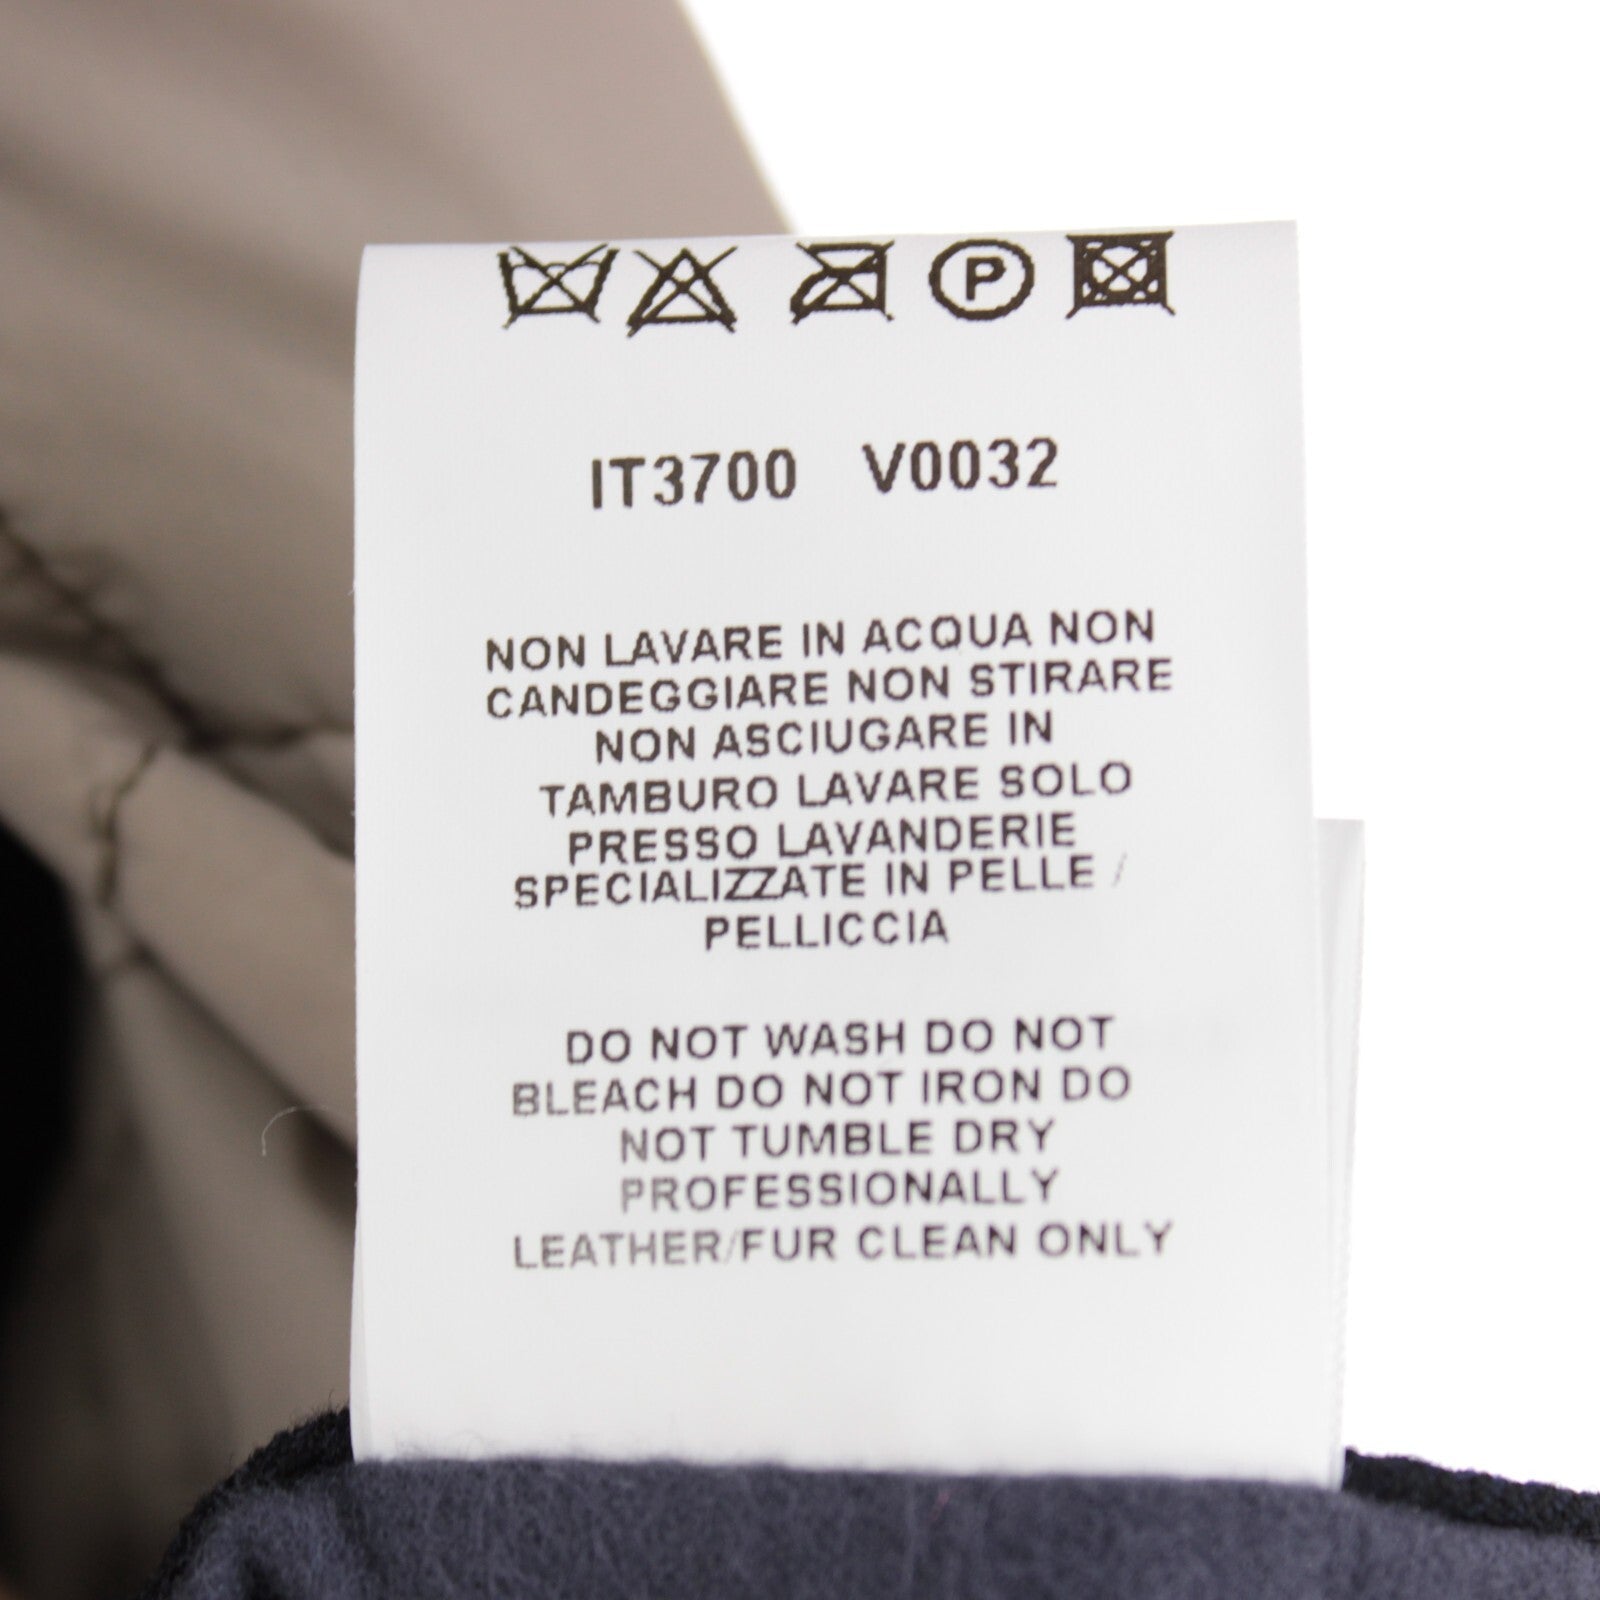 P
IT3700 V0032
NON LAVARE IN ACQUA NON
CANDEGGIARE NON STIRARE
NON ASCIUGARE IN
TAMBURO LAVARE SOLO
PRESSO LAVANDERIE
SPECIALIZZATE IN PELLE /
PELLICCIA
DO NOT WASH DO NOT
BLEACH DO NOT IRON DO
NOT TUMBLE DRY
PROFESSIONALLY
LEATHER/FUR CLEAN ONLY